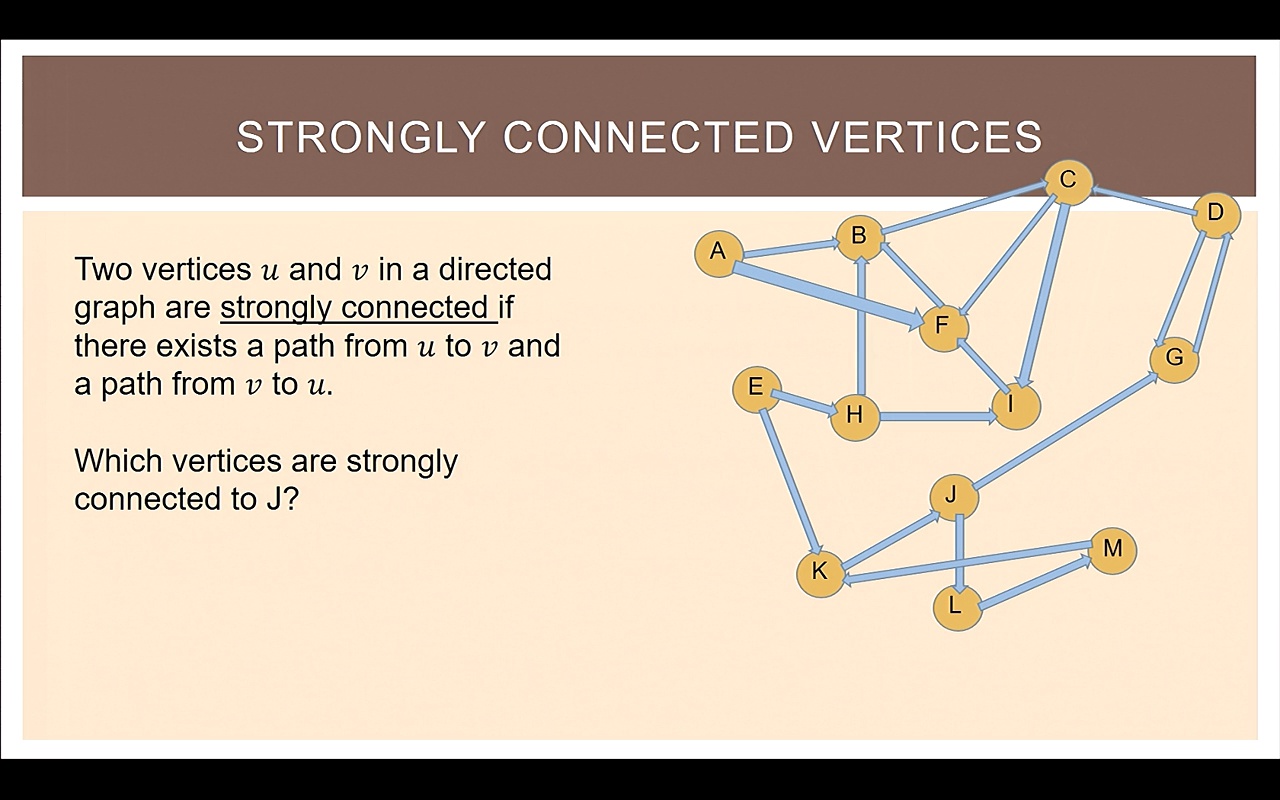 STRONGLY CONNECTED VERTICES
Two vertices u and v in a directed
graph are strongly connected if
there exists a path from u to v and
a path from v to u.
Which vertices are strongly
connected to J?
C
D
B
A
F
G
E
I
H
J
M
K
L